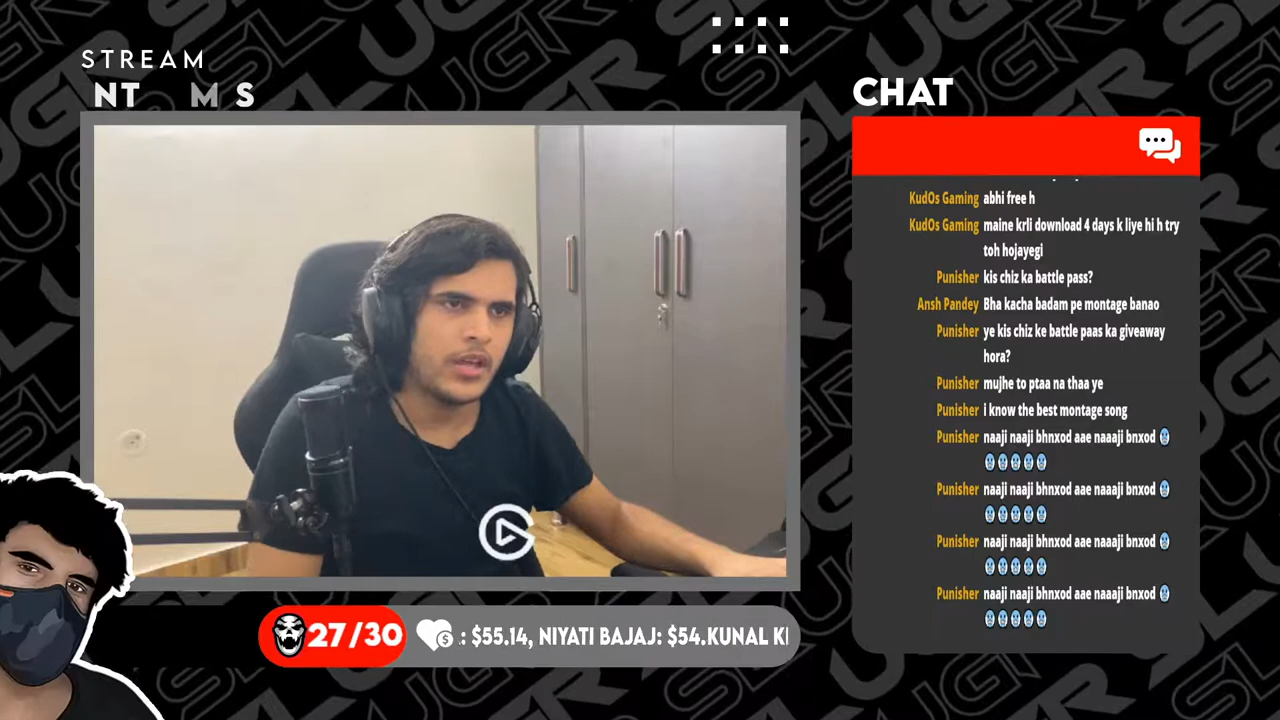 STREAM
NT M S
CHAT
KudOs Gaming abhi free h
KudOs Gaming maine krli download 4 days k liye hi h try
toh hojayegi
Punisher kis chiz ka battle pass?
Ansh Pandey Bha kacha badam pe montage banao
Punisher ye kis chiz ke battle paas ka giveaway
hora?
Punisher mujhe to ptaa na thaa ye
Punisher i know the best montage song
Punisher naaji naaji bhnxod aae naaaji bnxod
Punisher naaji naaji bhnxod aae naaaji bnxod
Punisher naaji naaji bhnxod aae naaaji bnxod
Punisher naaji naaji bhnxod aae naaaji bnxod
27/30
.: $55.14, NIYATI BAJAJ: $54.KUNAL